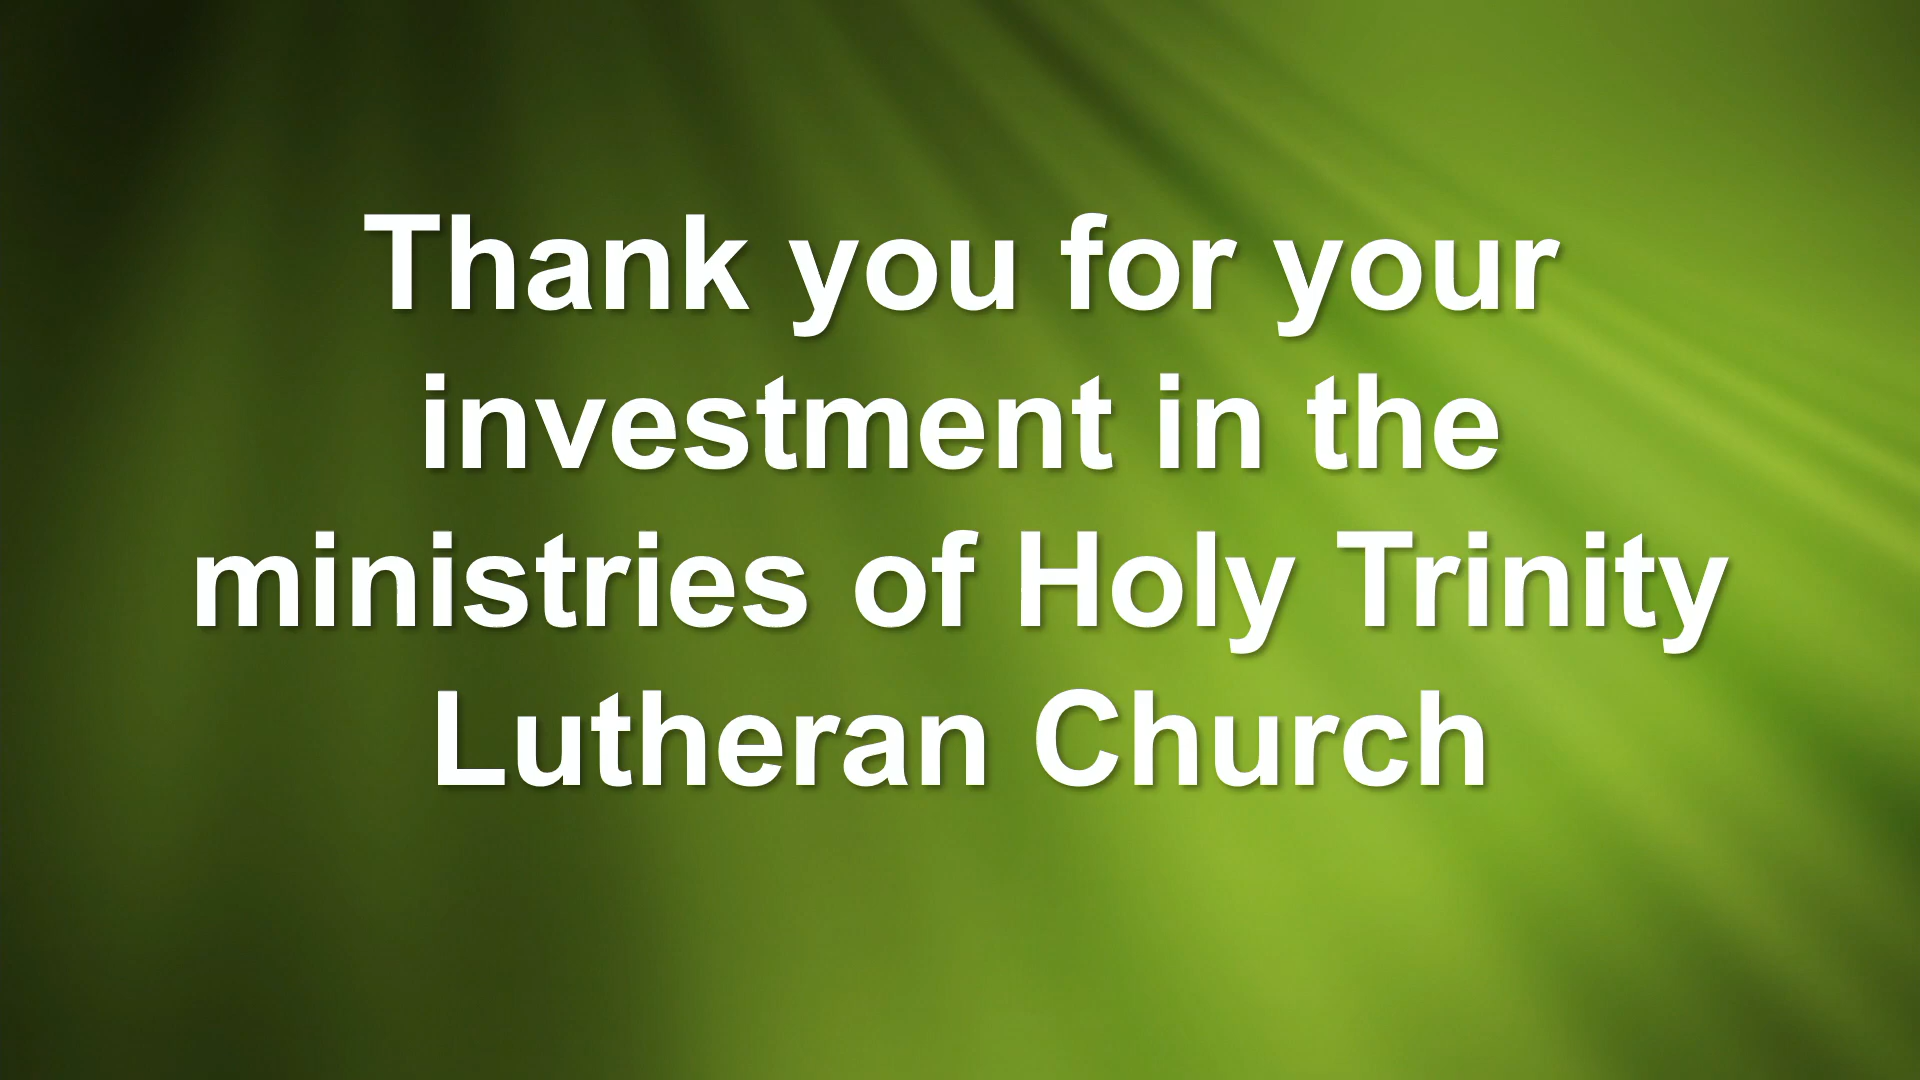 Thank you for your
investment in the
ministries of Holy Trinity
Lutheran Church